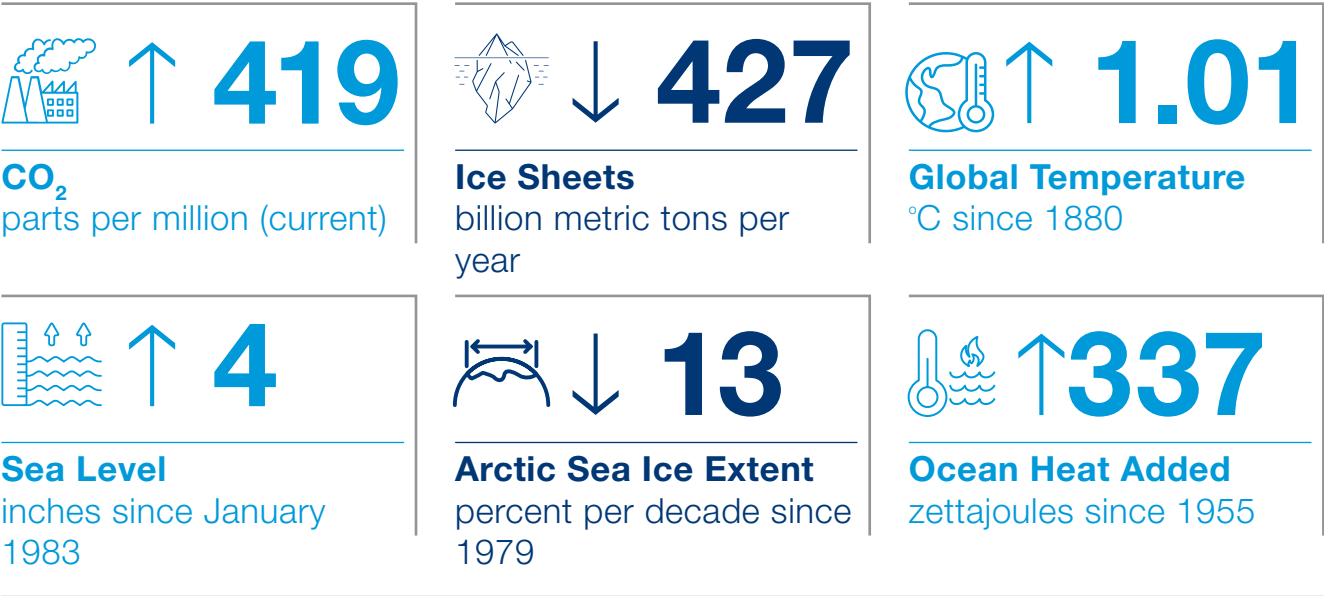 ↑ 419
CO₂
parts per million (current)
↓ 427
Ice Sheets
billion metric tons per
year
↑ 1.01
Global Temperature
°C since 1880
↑ 4
Sea Level
inches since January
1983
↓ 13
Arctic Sea Ice Extent
percent per decade since
1979
↑337
Ocean Heat Added
zettajoules since 1955